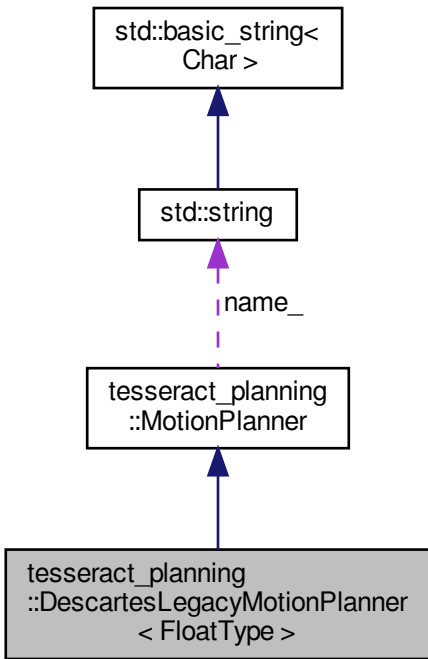 std::basic_string<
Char >
std::string
name_
tesseract_planning
::MotionPlanner
tesseract_planning
::DescartesLegacyMotionPlanner
< FloatType >